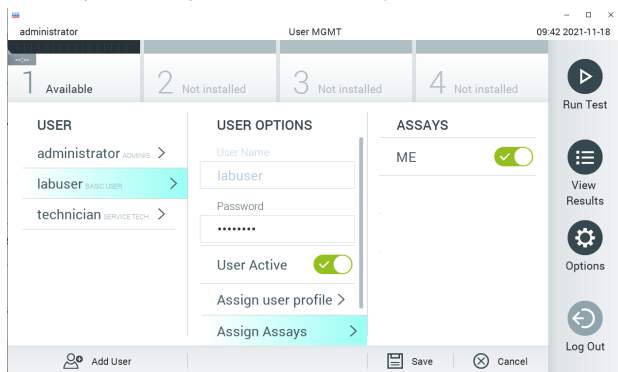 administrator
User MGMT
09:42 2021-11-18
--:--
1 Available
2 Not installed
3 Not installed
4 Not installed
Run Test
USER
administrator ADMINIS.. >
labuser BASIC USER >
technician SERVICE TECH... >
USER OPTIONS
User Name
labuser
Password
••••••••
User Active
Assign user profile >
Assign Assays >
ASSAYS
ME
View
Results
Options
Log Out
Add User
Save
Cancel